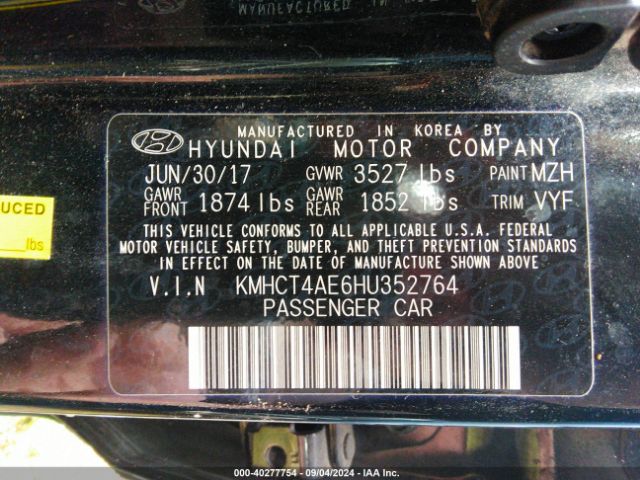 MANUFACTURED IN KOREA BY
HYUNDAI MOTOR COMPANY
JUN/30/17 GVWR 3527 lbs PAINT MZH
GAWR FRONT 1874 lbs GAWR REAR 1852 lbs TRIM VYF
THIS VEHICLE CONFORMS TO ALL APPLICABLE U.S.A. FEDERAL
MOTOR VEHICLE SAFETY, BUMPER, AND THEFT PREVENTION STANDARDS
IN EFFECT ON THE DATE OF MANUFACTURE SHOWN ABOVE
V.I.N KMHCT4AE6HU352764
PASSENGER CAR
UCED
lbs
000-40277754 - 09/04/2024 - IAA Inc.